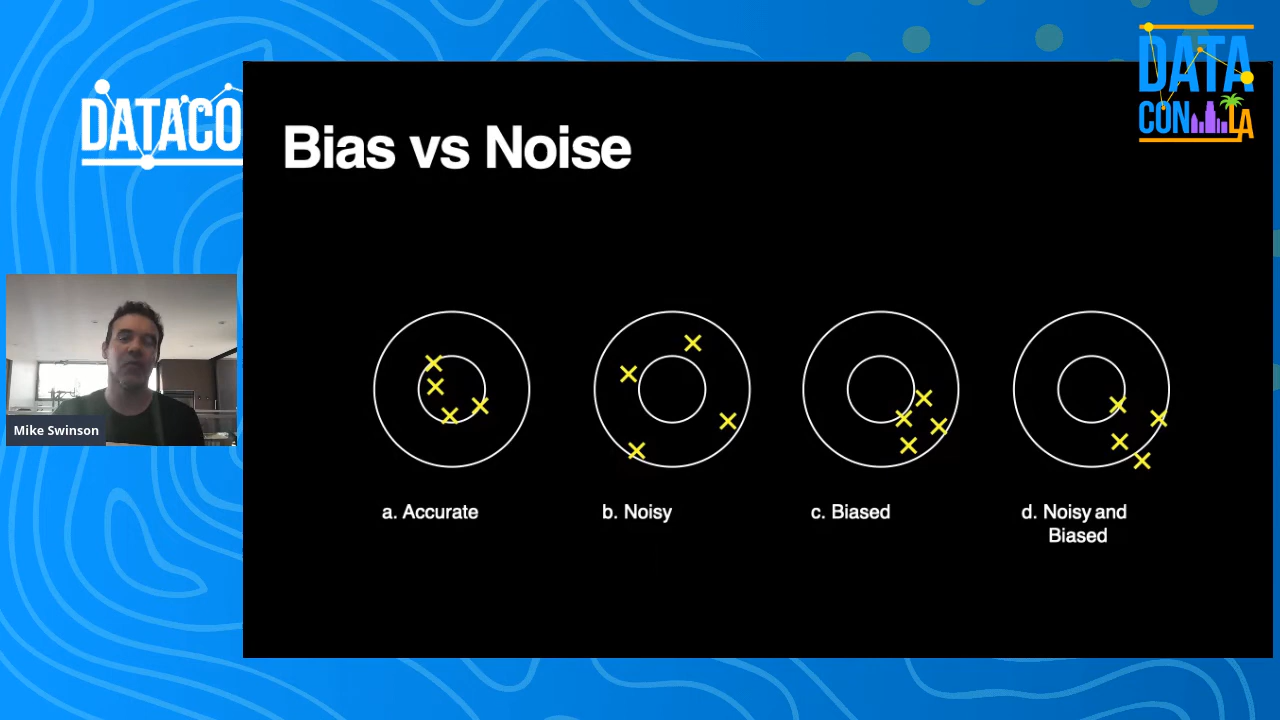 DATACO
DATA
CON LA
Bias vs Noise
Mike Swinson
a. Accurate
b. Noisy
c. Biased
d. Noisy and
Biased